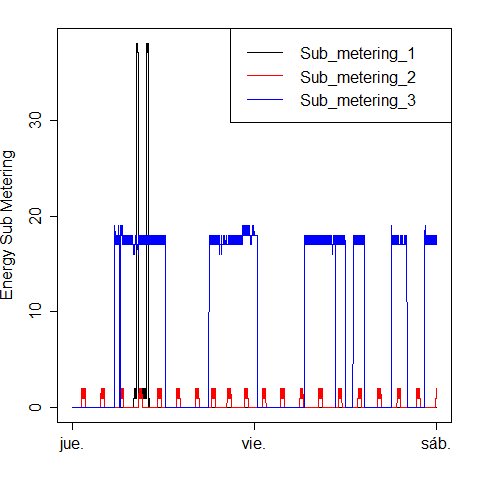 Sub_metering_1
Sub_metering_2
Sub_metering_3
Energy Sub Metering
30
20
10
0
jue. vie. sáb.